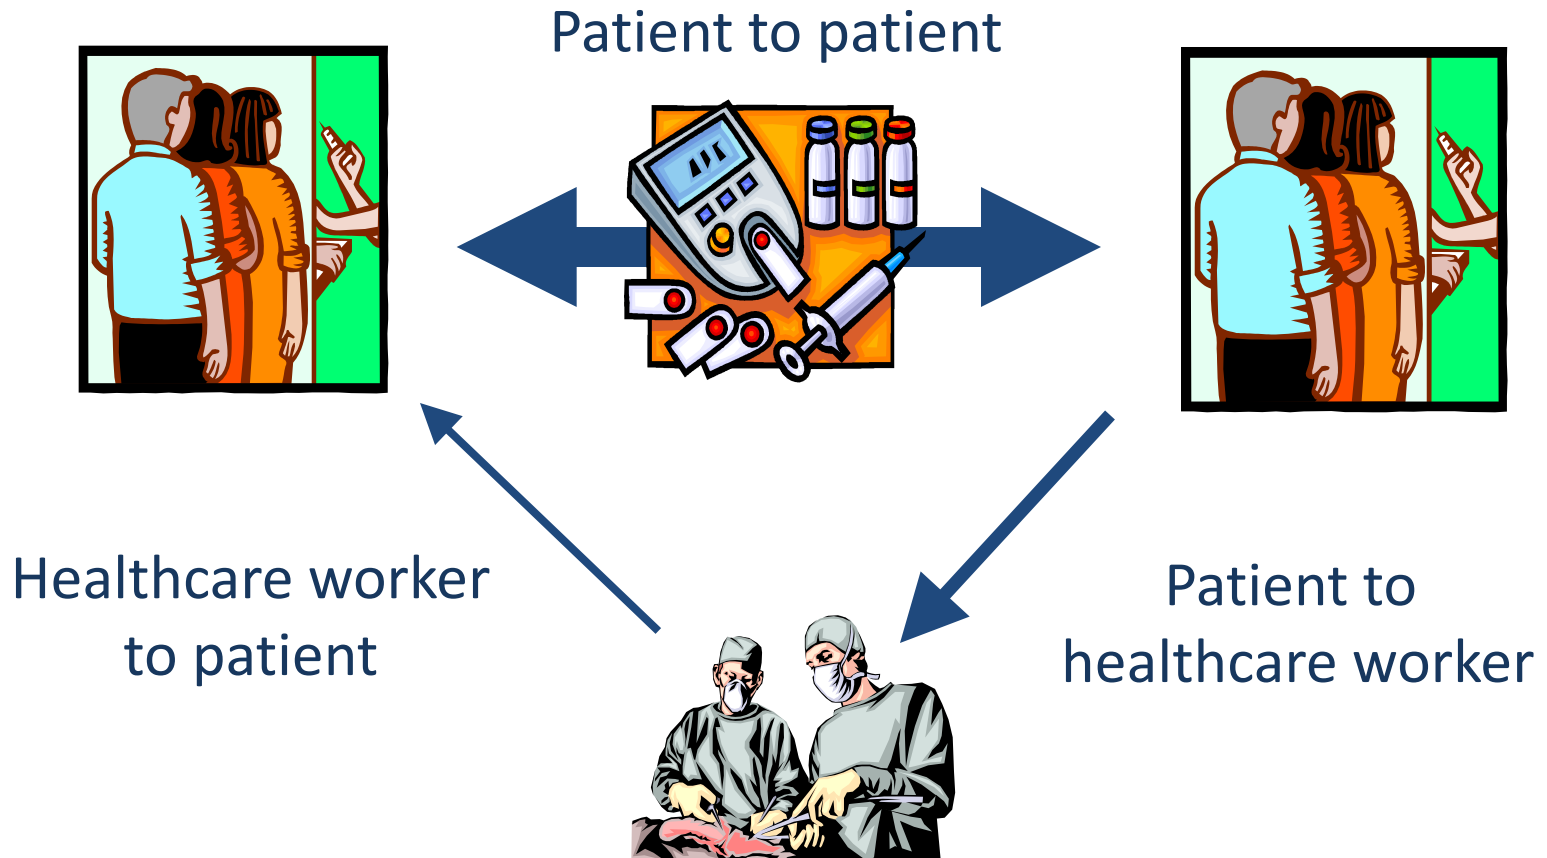 Patient to patient
Healthcare worker
to patient
Patient to
healthcare worker